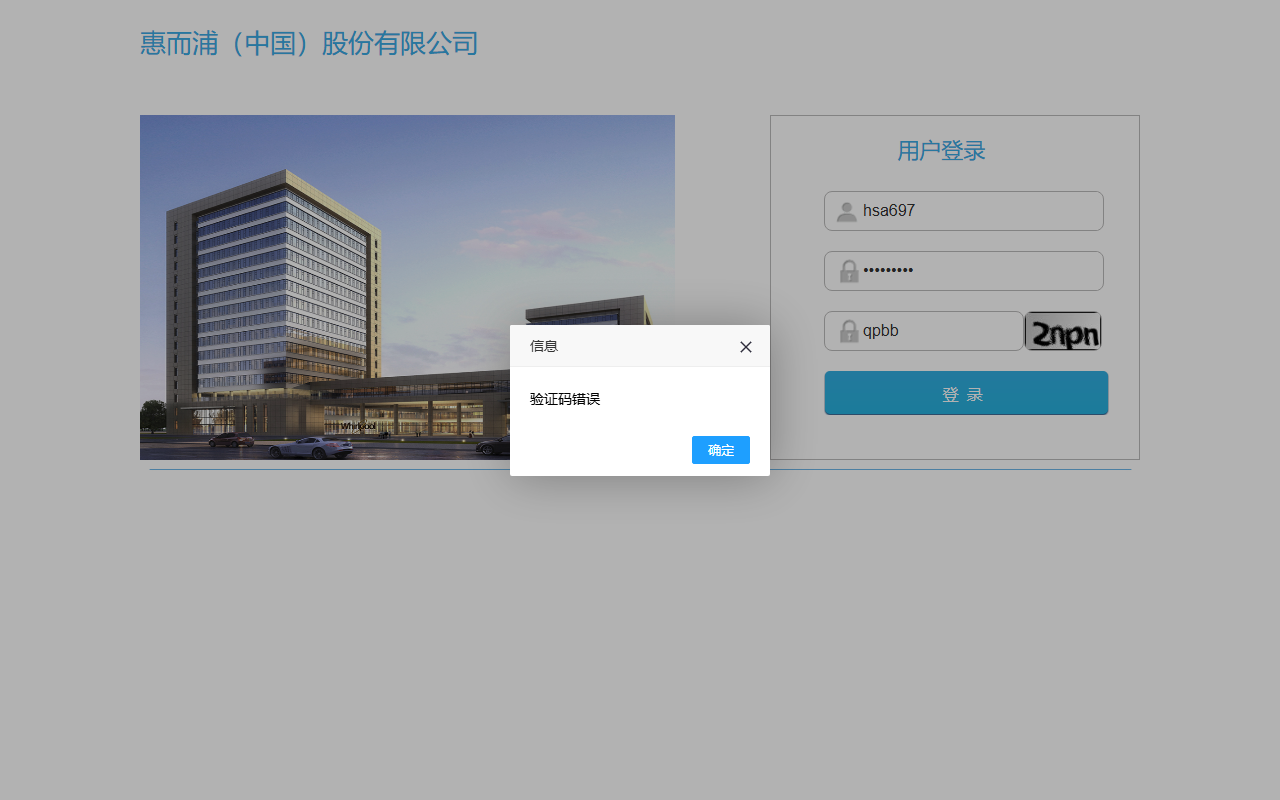 惠而浦（中国）股份有限公司
用户登录
hsa697
•••••••••
qpbb
2npn
登 录
信息
验证码错误
确定
Whirlpool